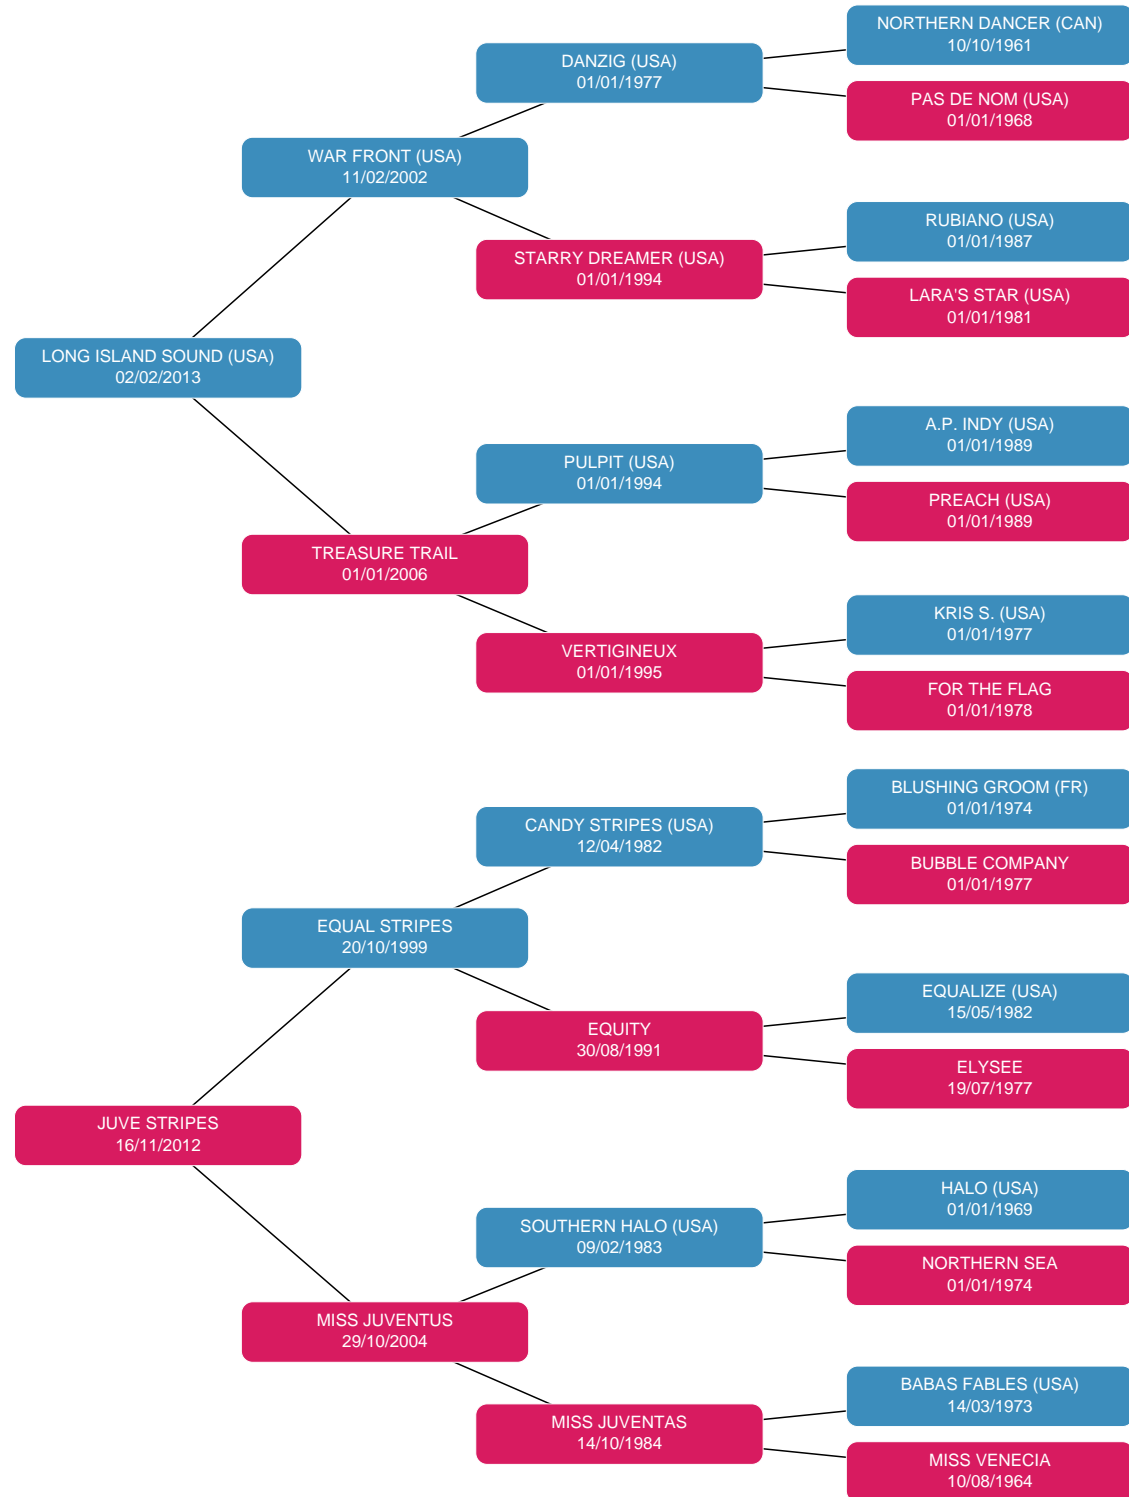 NORTHERN DANCER (CAN)
10/10/1961
DANZIG (USA)
01/01/1977
PAS DE NOM (USA)
01/01/1968
WAR FRONT (USA)
11/02/2002
RUBIANO (USA)
01/01/1987
STARRY DREAMER (USA)
01/01/1994
LARA'S STAR (USA)
01/01/1981
LONG ISLAND SOUND (USA)
02/02/2013
A.P. INDY (USA)
01/01/1989
PULPIT (USA)
01/01/1994
PREACH (USA)
01/01/1989
TREASURE TRAIL
01/01/2006
KRIS S. (USA)
01/01/1977
VERTIGINEUX
01/01/1995
FOR THE FLAG
01/01/1978
BLUSHING GROOM (FR)
01/01/1974
CANDY STRIPES (USA)
12/04/1982
BUBBLE COMPANY
01/01/1977
EQUAL STRIPES
20/10/1999
EQUALIZE (USA)
15/05/1982
EQUITY
30/08/1991
ELYSEE
19/07/1977
JUVE STRIPES
16/11/2012
HALO (USA)
01/01/1969
SOUTHERN HALO (USA)
09/02/1983
NORTHERN SEA
01/01/1974
MISS JUVENTUS
29/10/2004
BABAS FABLES (USA)
14/03/1973
MISS JUVENTAS
14/10/1984
MISS VENECIA
10/08/1964